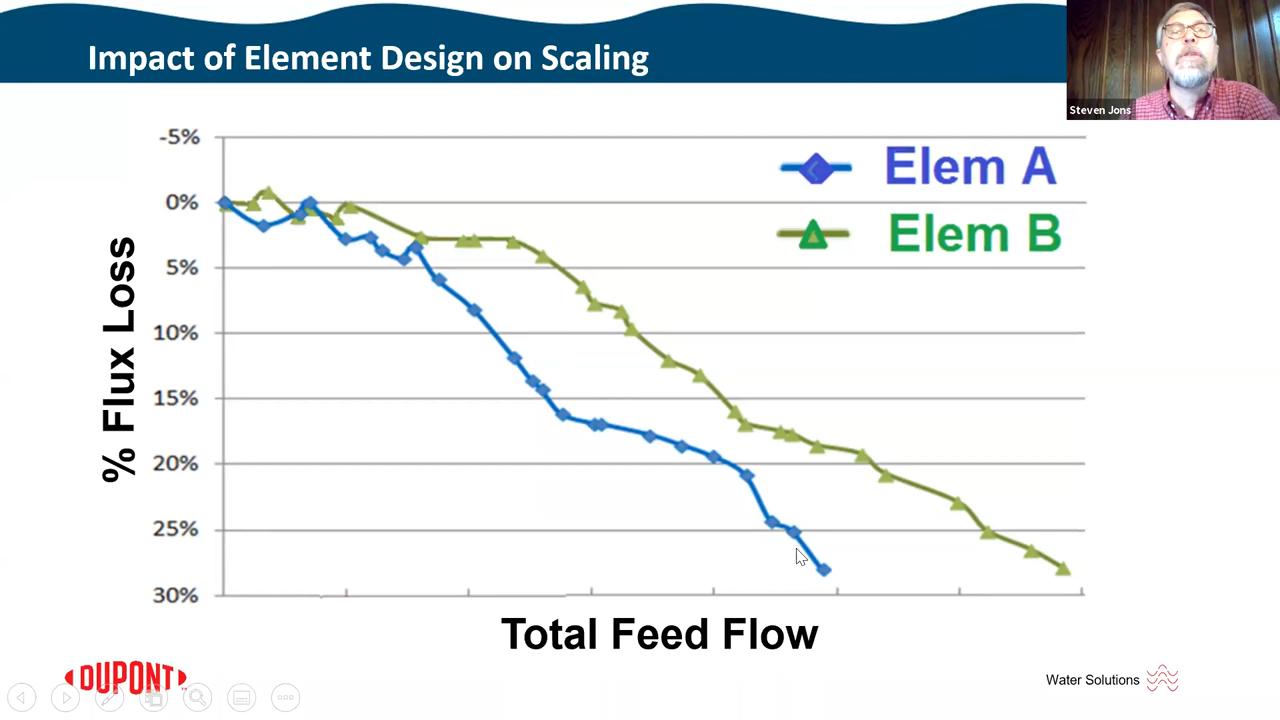 Impact of Element Design on Scaling
Steven Jons
-5%
0%
5%
10%
15%
20%
25%
30%
% Flux Loss
Elem A
Elem B
Total Feed Flow
DUPONT
Water Solutions